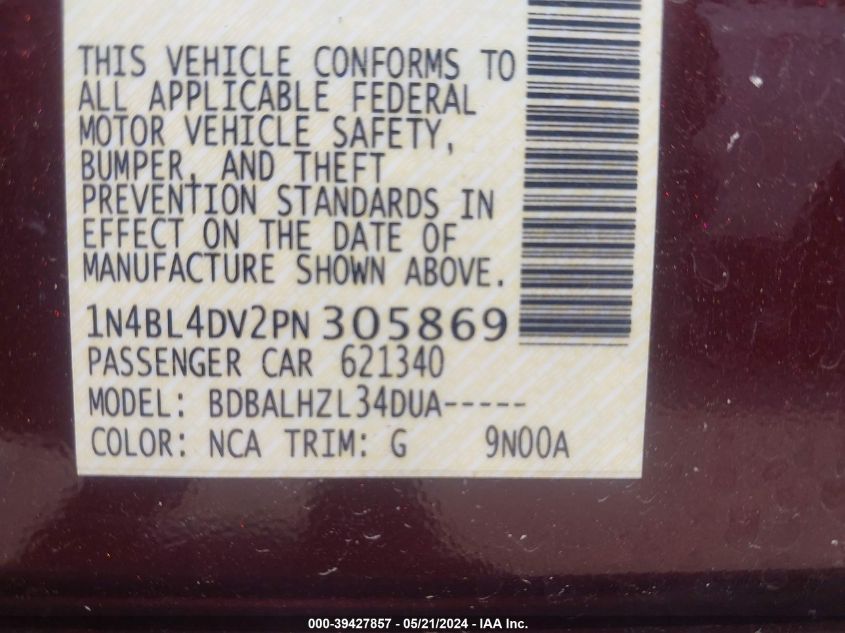 THIS VEHICLE CONFORMS TO
ALL APPLICABLE FEDERAL
MOTOR VEHICLE SAFETY,
BUMPER, AND THEFT
PREVENTION STANDARDS IN
EFFECT ON THE DATE OF
MANUFACTURE SHOWN ABOVE.
1N4BL4DV2PN 305869
PASSENGER CAR 621340
MODEL: BDBALHZL34DUA-----
COLOR: NCA TRIM: G 9N00A
000-39427857 - 05/21/2024 - IAA Inc.